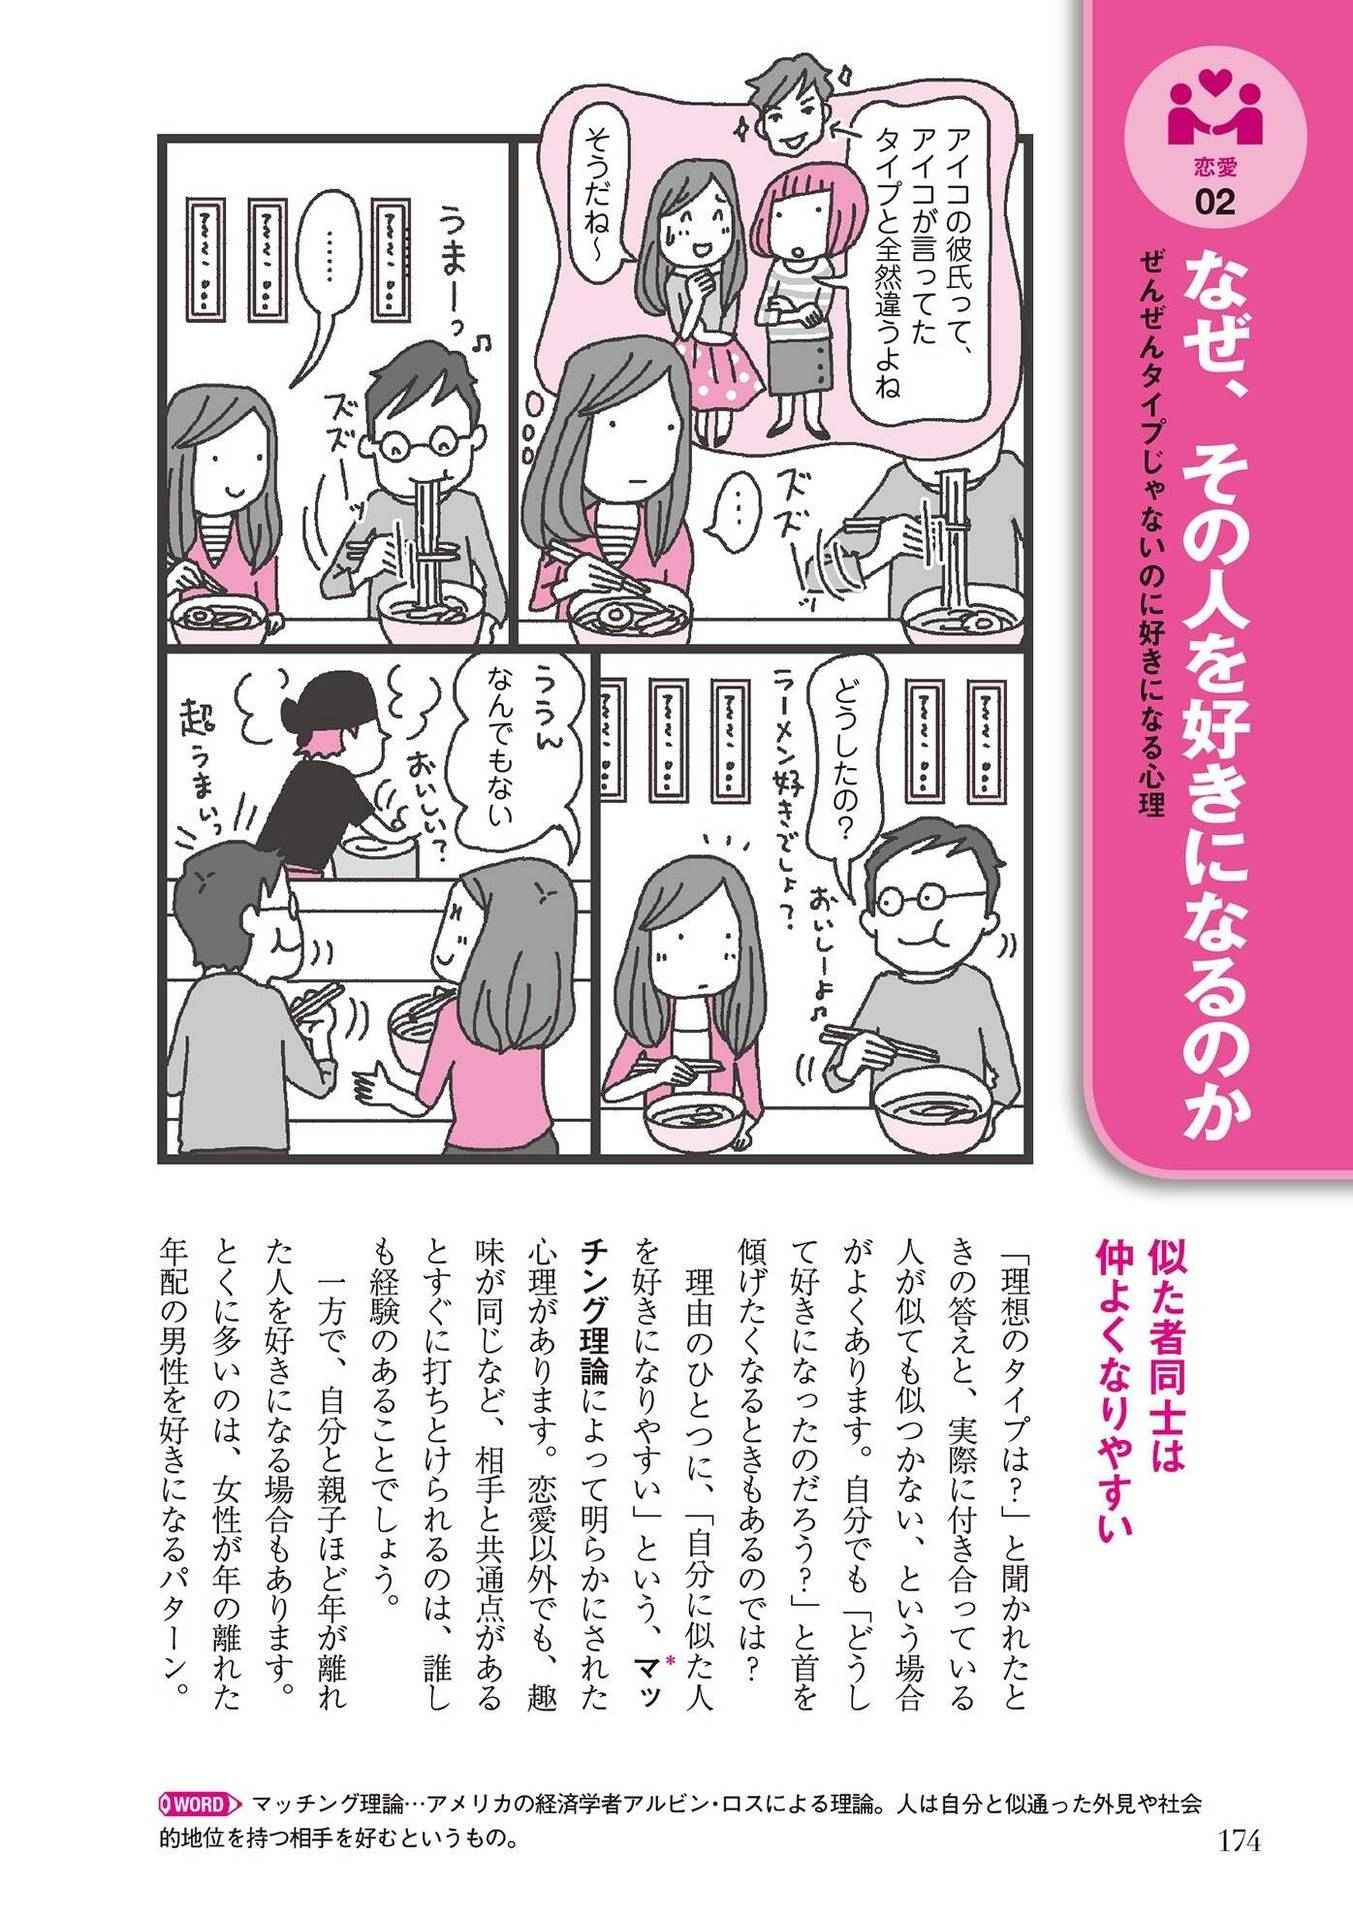 恋愛
02
なぜ、その人を好きになるのか
ぜんぜんタイプじゃないのに好きになる心理
アイコの彼氏って、
アイコが言ってた
タイプと全然違うよね
そうだね～
…
ズズーッ
うまーっ♪
……
ズズーッ
どうしたの？
ラーメン好きでしょ？
おいしーよ♪
ううん
なんでもない
おいしい？
超うまいっ
似た者同士は
仲よくなりやすい
「理想のタイプは？」と聞かれたと
きの答えと、実際に付き合っている
人が似ても似つかない、という場合
がよくあります。自分でも「どうし
て好きになったのだろう？」と首を
傾げたくなるときもあるのでは？
理由のひとつに、「自分に似た人
を好きになりやすい」という、*マッ
チング理論によって明らかにされた
心理があります。恋愛以外でも、趣
味が同じなど、相手と共通点がある
とすぐに打ちとけられるのは、誰し
も経験のあることでしょう。
一方で、自分と親子ほど年が離れ
た人を好きになる場合もあります。
とくに多いのは、女性が年の離れた
年配の男性を好きになるパターン。
WORD マッチング理論…アメリカの経済学者アルビン・ロスによる理論。人は自分と似通った外見や社会
的地位を持つ相手を好むというもの。
174